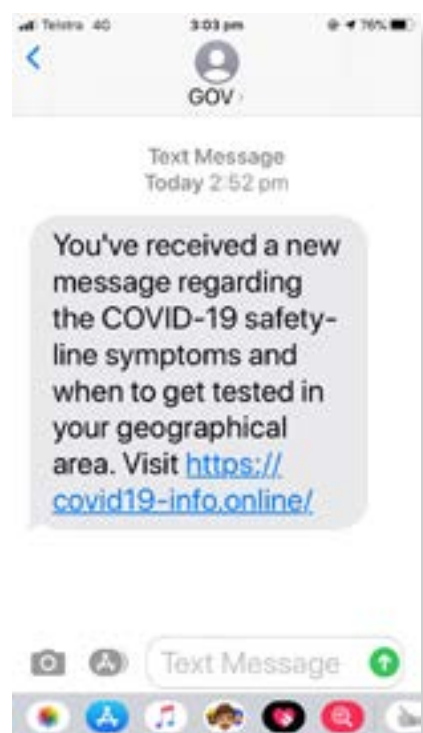 Telstra 4G 3:03 pm 76%
GOV
Text Message
Today 2:52 pm
You've received a new
message regarding
the COVID-19 safety-
line symptoms and
when to get tested in
your geographical
area. Visit https://
covid19-info.online/
Text Message